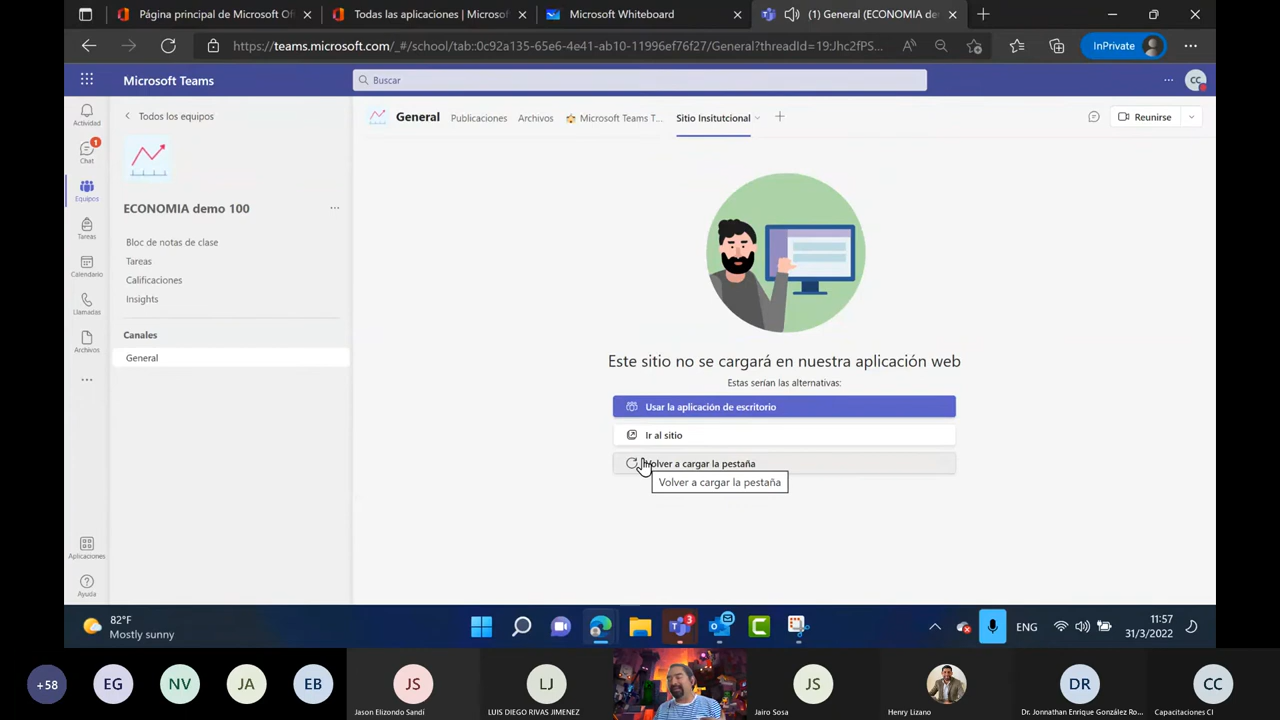 Página principal de Microsoft Of
Todas las aplicaciones | Microsof
Microsoft Whiteboard
(1) General (ECONOMIA de
https://teams.microsoft.com/_#/school/tab::0c92a135-65e6-4e41-ab10-11996ef76f27/General?threadId=19:Jhc2fPS...
InPrivate
Microsoft Teams
Buscar
CC
Actividad
Chat
1
Equipos
Tareas
Calendario
Llamadas
Archivos
Aplicaciones
Ayuda
Todos los equipos
ECONOMIA demo 100
Bloc de notas de clase
Tareas
Calificaciones
Insights
Canales
General
General
Publicaciones
Archivos
Microsoft Teams T...
Sitio Insitutcional
Reunirse
Este sitio no se cargará en nuestra aplicación web
Estas serían las alternativas:
Usar la aplicación de escritorio
Ir al sitio
Volver a cargar la pestaña
Volver a cargar la pestaña
82°F
Mostly sunny
3
ENG
11:57
31/3/2022
+58
EG
NV
JA
EB
JS
Jason Elizondo Sandí
LJ
LUIS DIEGO RIVAS JIMENEZ
JS
Jairo Sosa
Henry Lizano
DR
Dr. Jonnathan Enrique González Ro...
CC
Capacitaciones CI